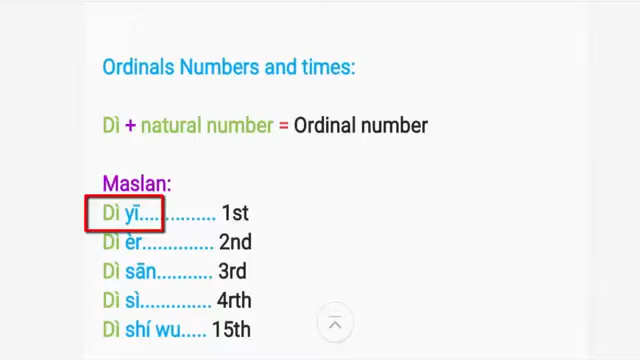 Ordinals Numbers and times:
Dì + natural number = Ordinal number
Maslan:
Dì yī.............. 1st
Dì èr.............. 2nd
Dì sān........... 3rd
Dì sì.............. 4rth
Dì shí wu..... 15th